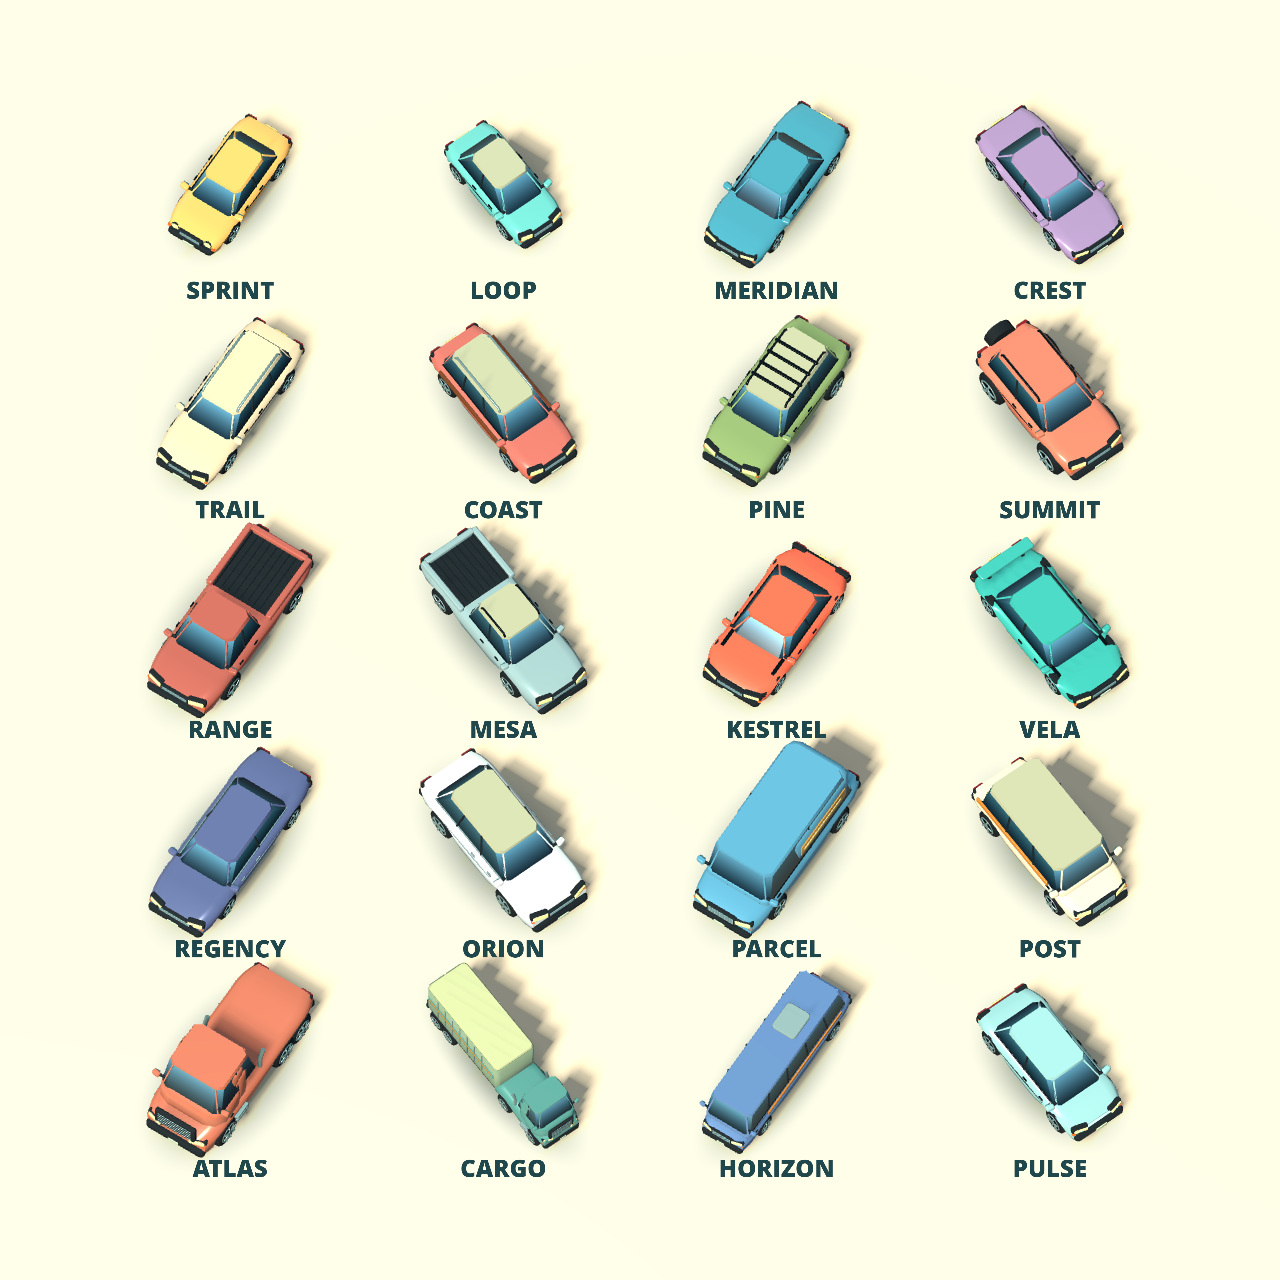 SPRINT
LOOP
MERIDIAN
CREST
TRAIL
COAST
PINE
SUMMIT
RANGE
MESA
KESTREL
VELA
REGENCY
ORION
PARCEL
POST
ATLAS
CARGO
HORIZON
PULSE